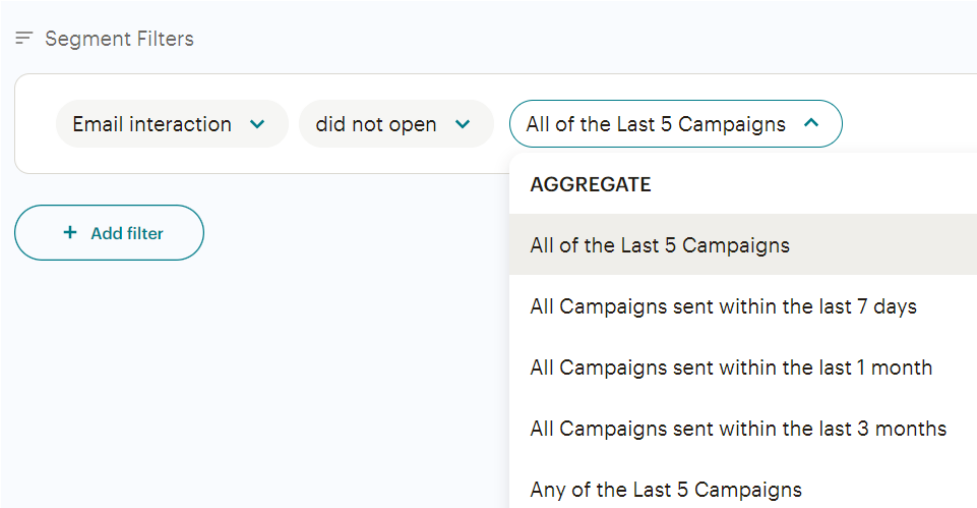 Segment Filters
Email interaction did not open All of the Last 5 Campaigns
AGGREGATE
+ Add filter
All of the Last 5 Campaigns
All Campaigns sent within the last 7 days
All Campaigns sent within the last 1 month
All Campaigns sent within the last 3 months
Any of the Last 5 Campaigns